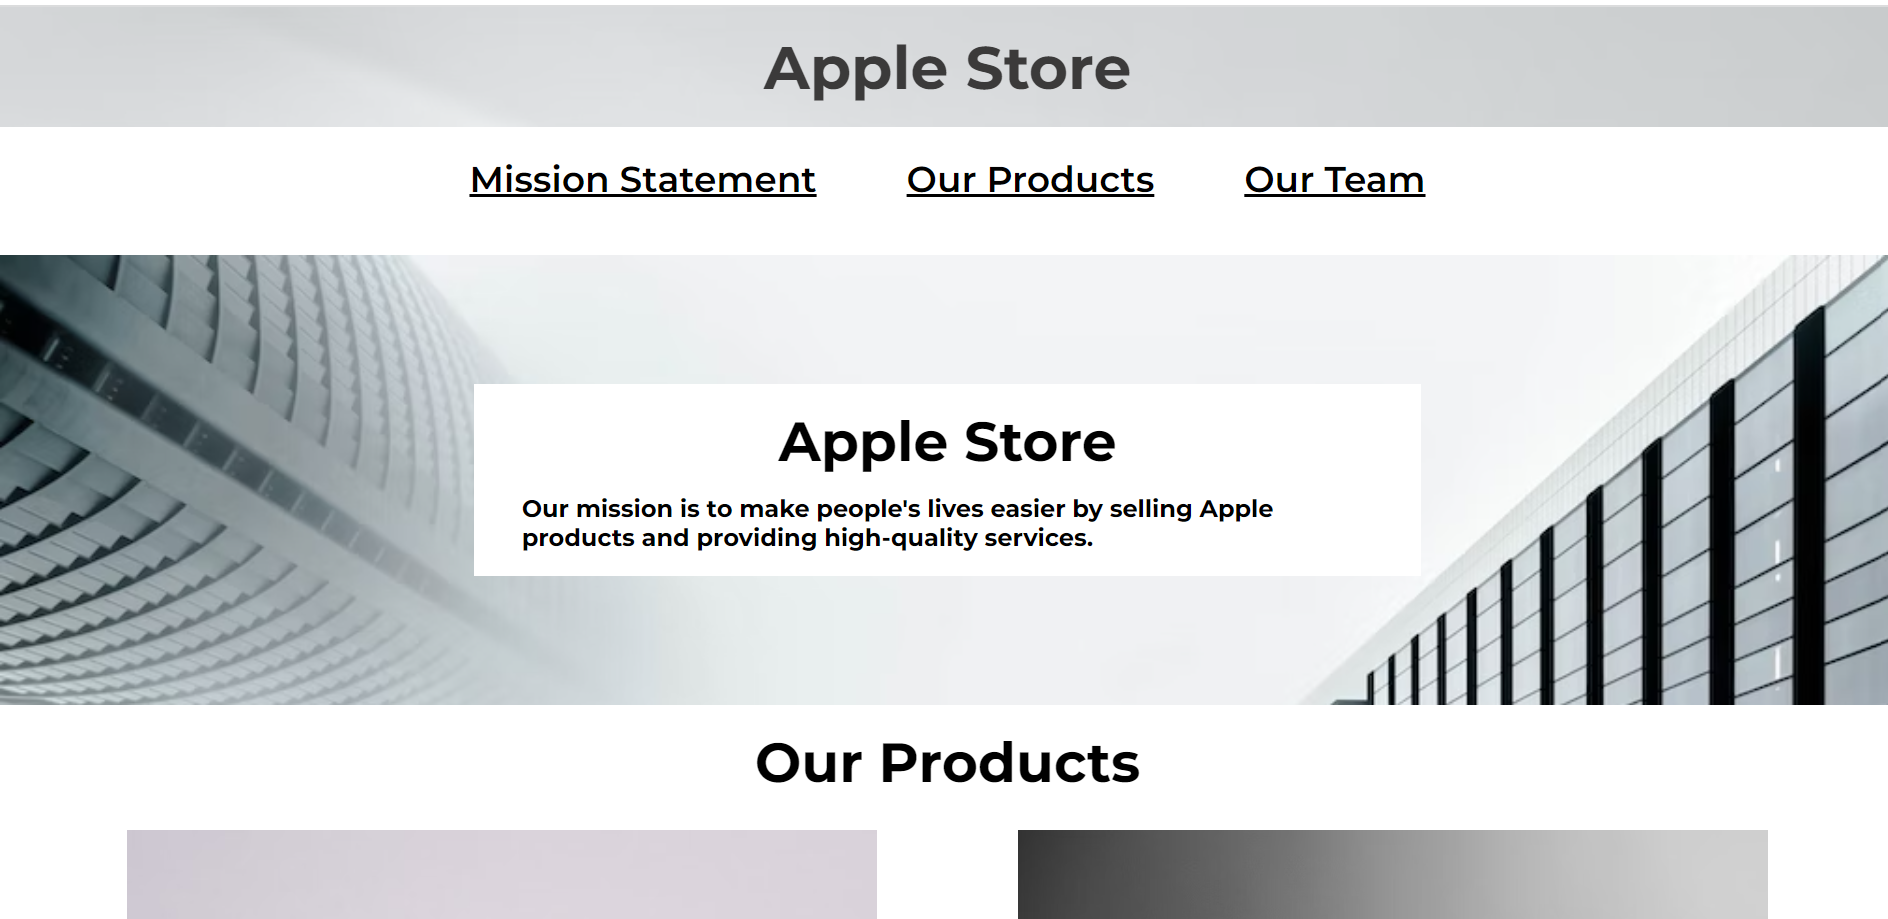 Apple Store
Mission Statement Our Products Our Team
Apple Store
Our mission is to make people's lives easier by selling Apple
products and providing high-quality services.
Our Products